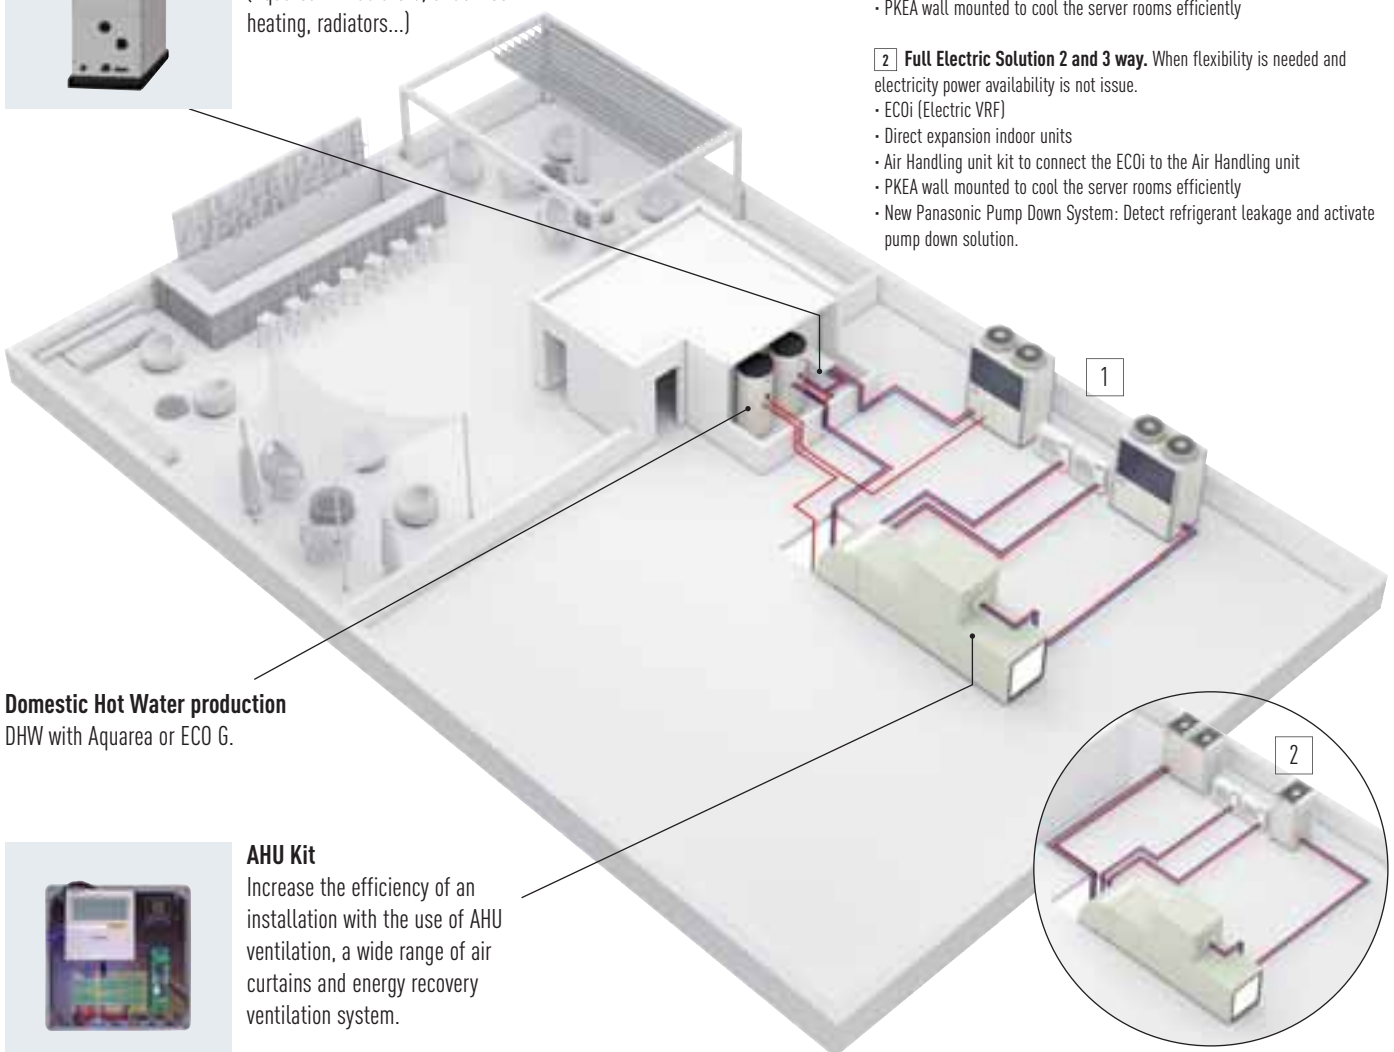 heating, radiators...)
· PKEA wall mounted to cool the server rooms efficiently
2 Full Electric Solution 2 and 3 way. When flexibility is needed and
electricity power availability is not issue.
· ECOi (Electric VRF)
· Direct expansion indoor units
· Air Handling unit kit to connect the ECOi to the Air Handling unit
· PKEA wall mounted to cool the server rooms efficiently
· New Panasonic Pump Down System: Detect refrigerant leakage and activate
pump down solution.
1
Domestic Hot Water production
DHW with Aquarea or ECO G.
2
AHU Kit
Increase the efficiency of an
installation with the use of AHU
ventilation, a wide range of air
curtains and energy recovery
ventilation system.